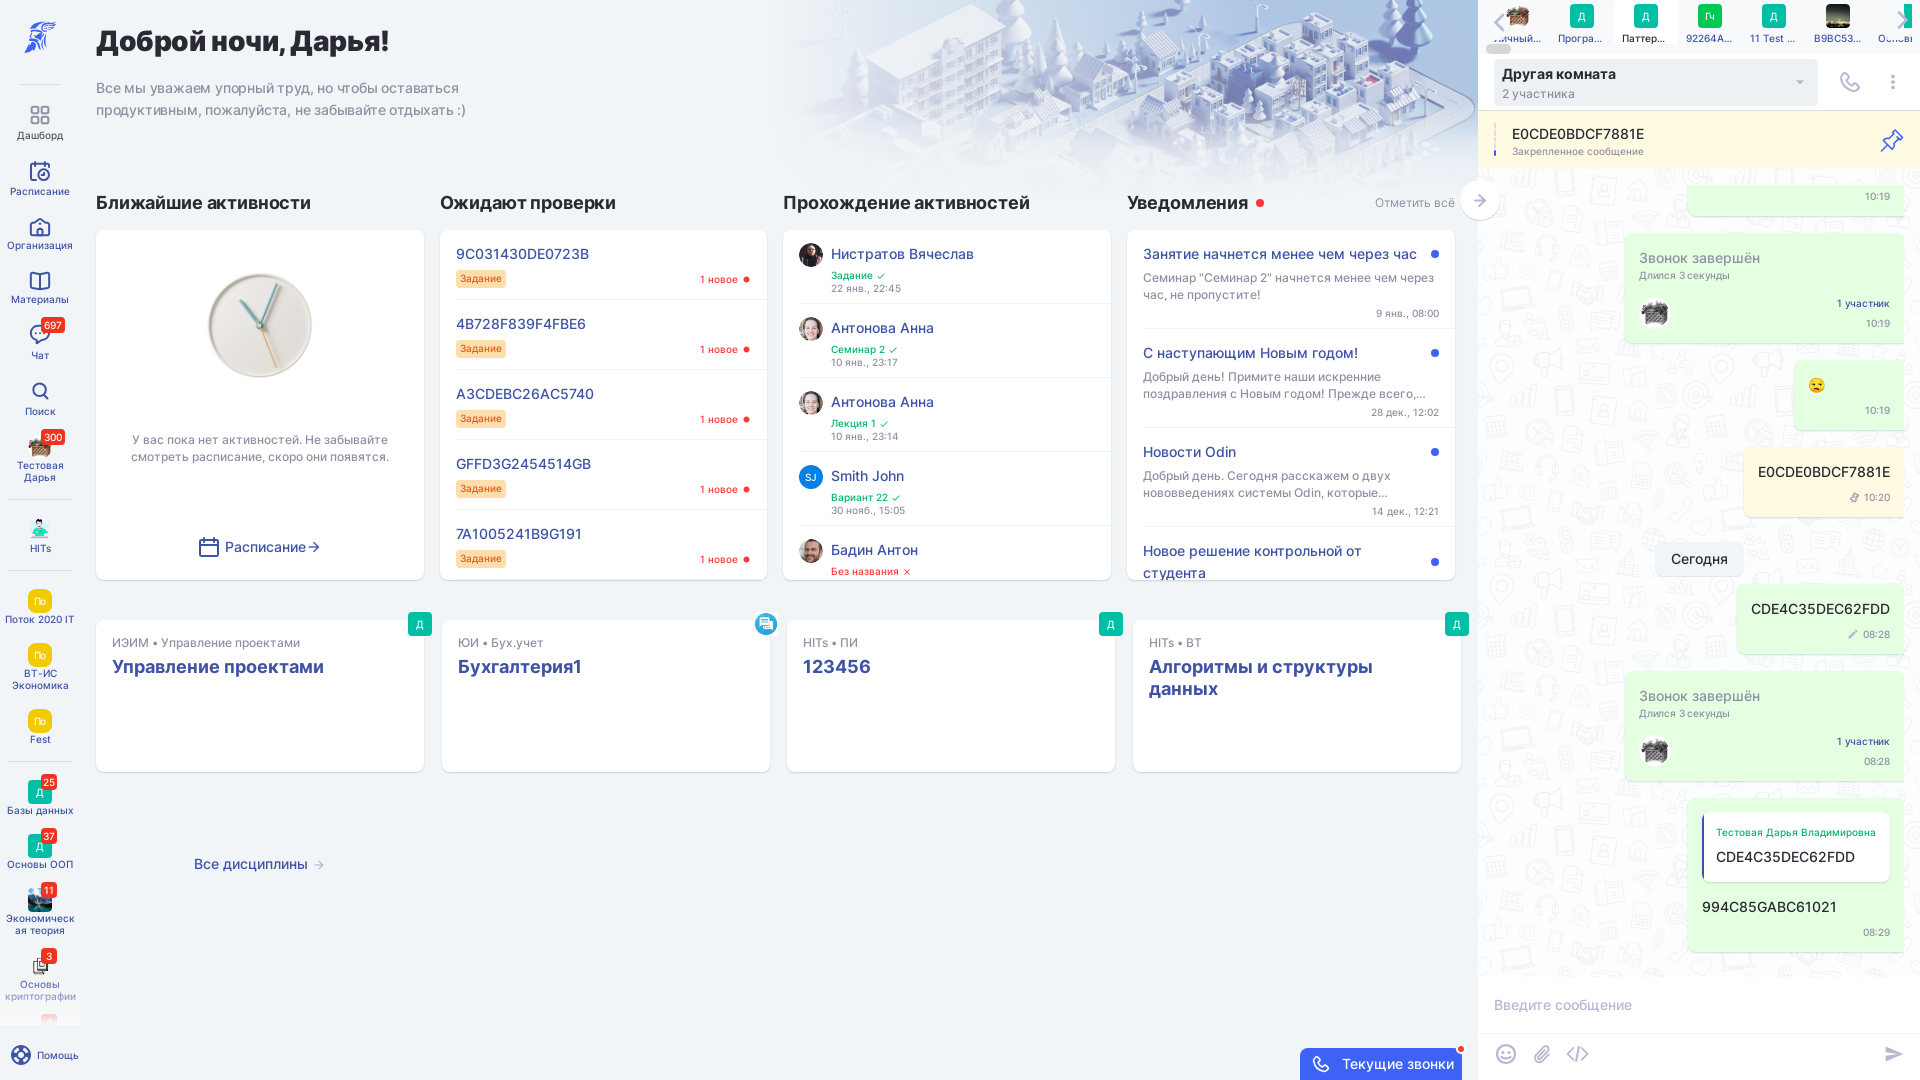 Дашборд
Расписание
Организация
Материалы
697
Чат
Поиск
300
Тестовая
Дарья
HITs
По
Поток 2020 IT
По
ВТ-ИС
Экономика
По
Fest
25
Д
Базы данных
37
Д
Основы ООП
11
Экономическ
ая теория
3
Основы
криптографии
Помощь
Доброй ночи, Дарья!
Все мы уважаем упорный труд, но чтобы оставаться
продуктивным, пожалуйста, не забывайте отдыхать :)
Ближайшие активности
У вас пока нет активностей. Не забывайте
смотреть расписание, скоро они появятся.
Расписание
Ожидают проверки
9C031430DE0723B
Задание
1 новое
4B728F839F4FBE6
Задание
1 новое
A3CDEBC26AC5740
Задание
1 новое
GFFD3G2454514GB
Задание
1 новое
7A1005241B9G191
Задание
1 новое
Прохождение активностей
Нистратов Вячеслав
Задание
22 янв., 22:45
Антонова Анна
Семинар 2
10 янв., 23:17
Антонова Анна
Лекция 1
10 янв., 23:14
SJ
Smith John
Вариант 22
30 нояб., 15:05
Бадин Антон
Без названия
Уведомления
Отметить всё
Занятие начнется менее чем через час
Семинар "Семинар 2" начнется менее чем через
час, не пропустите!
9 янв., 08:00
С наступающим Новым годом!
Добрый день! Примите наши искренние
поздравления с Новым годом! Прежде всего,...
28 дек., 12:02
Новости Odin
Добрый день. Сегодня расскажем о двух
нововведениях системы Odin, которые...
14 дек., 12:21
Новое решение контрольной от
студента
Д
ИЭИМ • Управление проектами
Управление проектами
ЮИ • Бух.учет
Бухгалтерия1
Д
HITs • ПИ
123456
Д
HITs • ВТ
Алгоритмы и структуры
данных
Все дисциплины
Текущие звонки
Личный...
Д
Програ...
Д
Паттер...
Гч
92264A...
Д
11 Test ...
B9BC53...
Другая комната
2 участника
E0CDE0BDCF7881E
Закрепленное сообщение
10:19
Звонок завершён
Длился 3 секунды
1 участник
10:19
10:19
E0CDE0BDCF7881E
10:20
Сегодня
CDE4C35DEC62FDD
08:28
Звонок завершён
Длился 3 секунды
1 участник
08:28
Тестовая Дарья Владимировна
CDE4C35DEC62FDD
994C85GABC61021
08:29
Введите сообщение